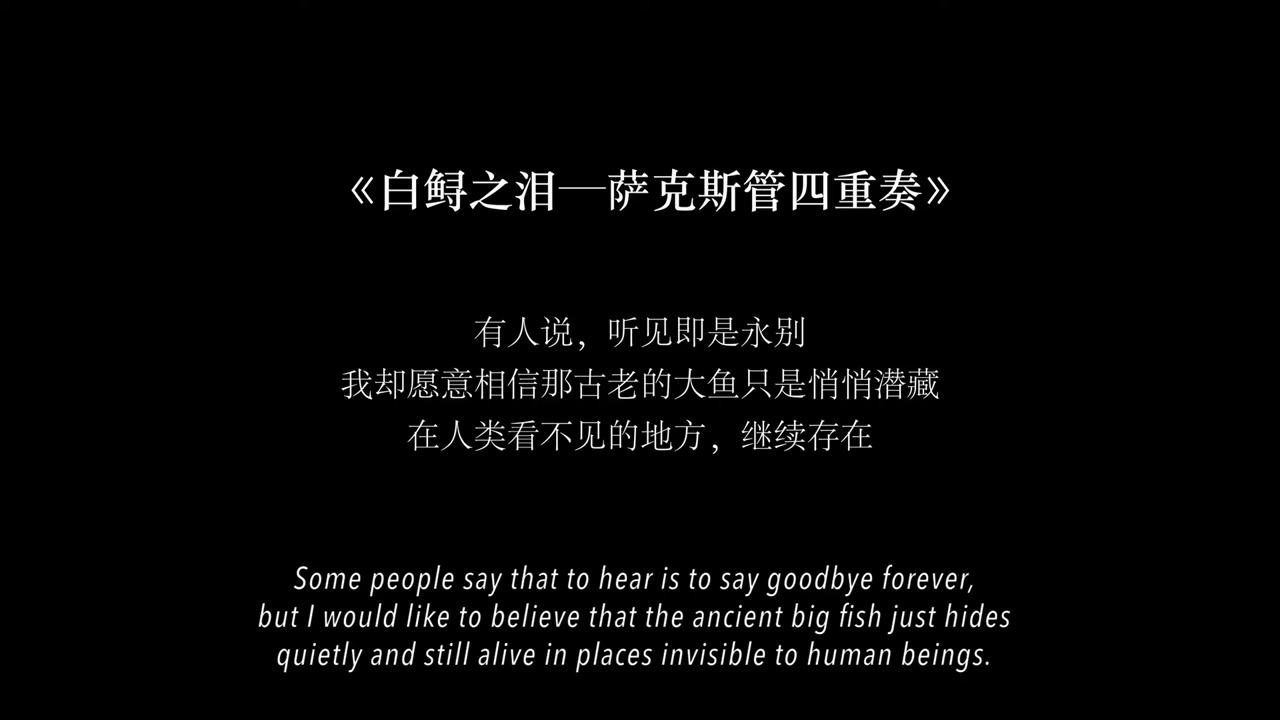 《白鲟之泪—萨克斯管四重奏》
有人说，听见即是永别
我却愿意相信那古老的大鱼只是悄悄潜藏
在人类看不见的地方，继续存在
Some people say that to hear is to say goodbye forever,
but I would like to believe that the ancient big fish just hides
quietly and still alive in places invisible to human beings.